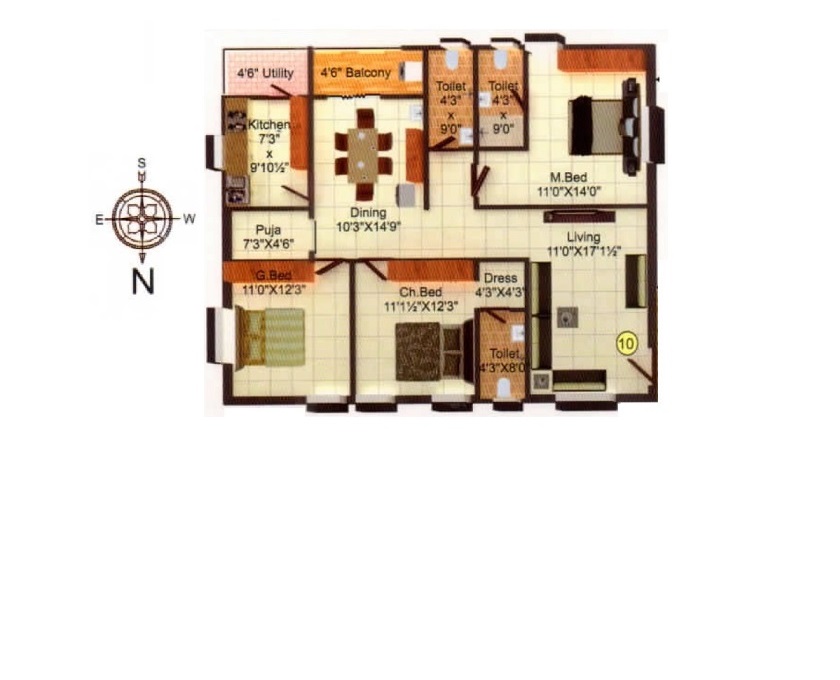 4'6" Utility
4'6" Balcony
Toilet
4'3"
x
9'0"
Toilet
4'3"
x
9'0"
Kitchen
7'3"
x
9'10½"
M.Bed
11'0"X14'0"
S
E
W
N
Dining
10'3"X14'9"
Puja
7'3"X4'6"
Living
11'0"X17'1½"
G.Bed
11'0"X12'3"
Ch.Bed
11'1½"X12'3"
Dress
4'3"X4'3"
Toilet
4'3"X8'0"
10